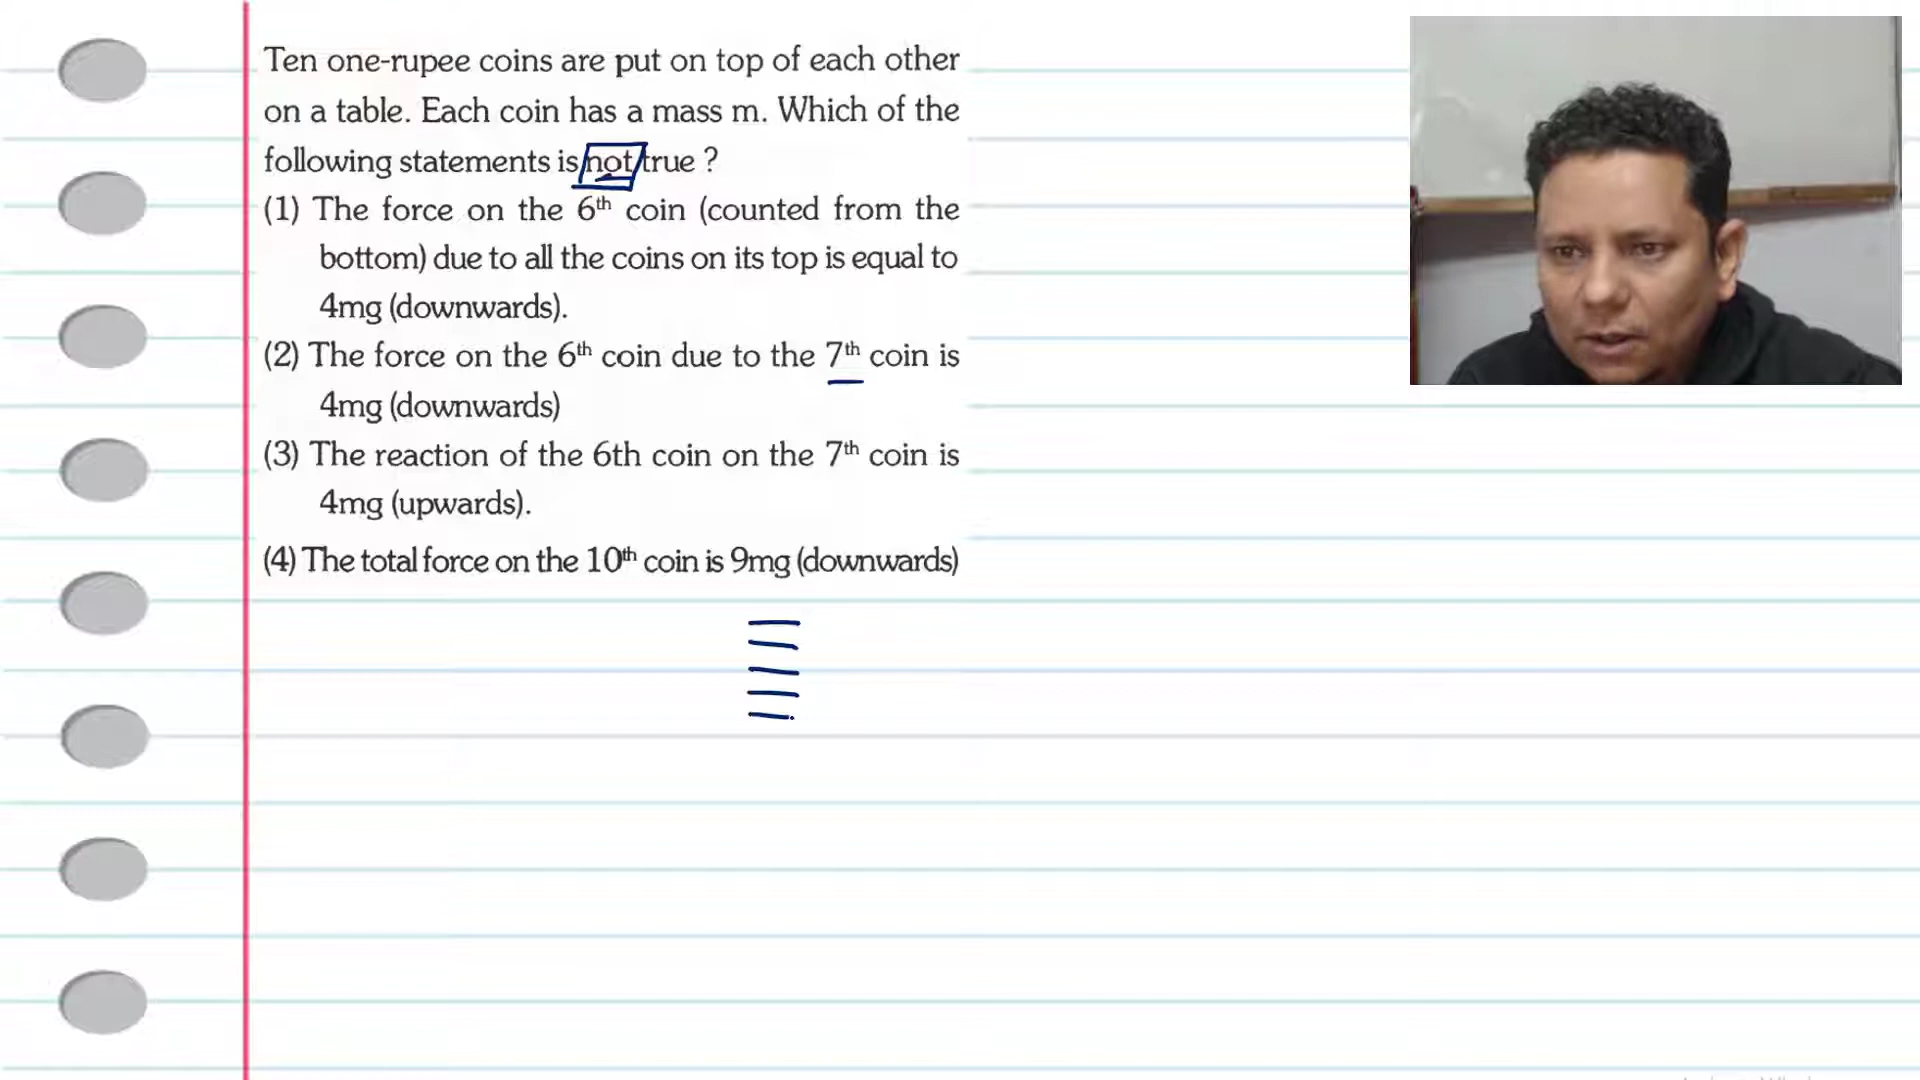 Ten one-rupee coins are put on top of each other
on a table. Each coin has a mass m. Which of the
following statements is not true ?
(1) The force on the 6th coin (counted from the
bottom) due to all the coins on its top is equal to
4mg (downwards).
(2) The force on the 6th coin due to the 7th coin is
4mg (downwards)
(3) The reaction of the 6th coin on the 7th coin is
4mg (upwards).
(4) The total force on the 10th coin is 9mg (downwards)